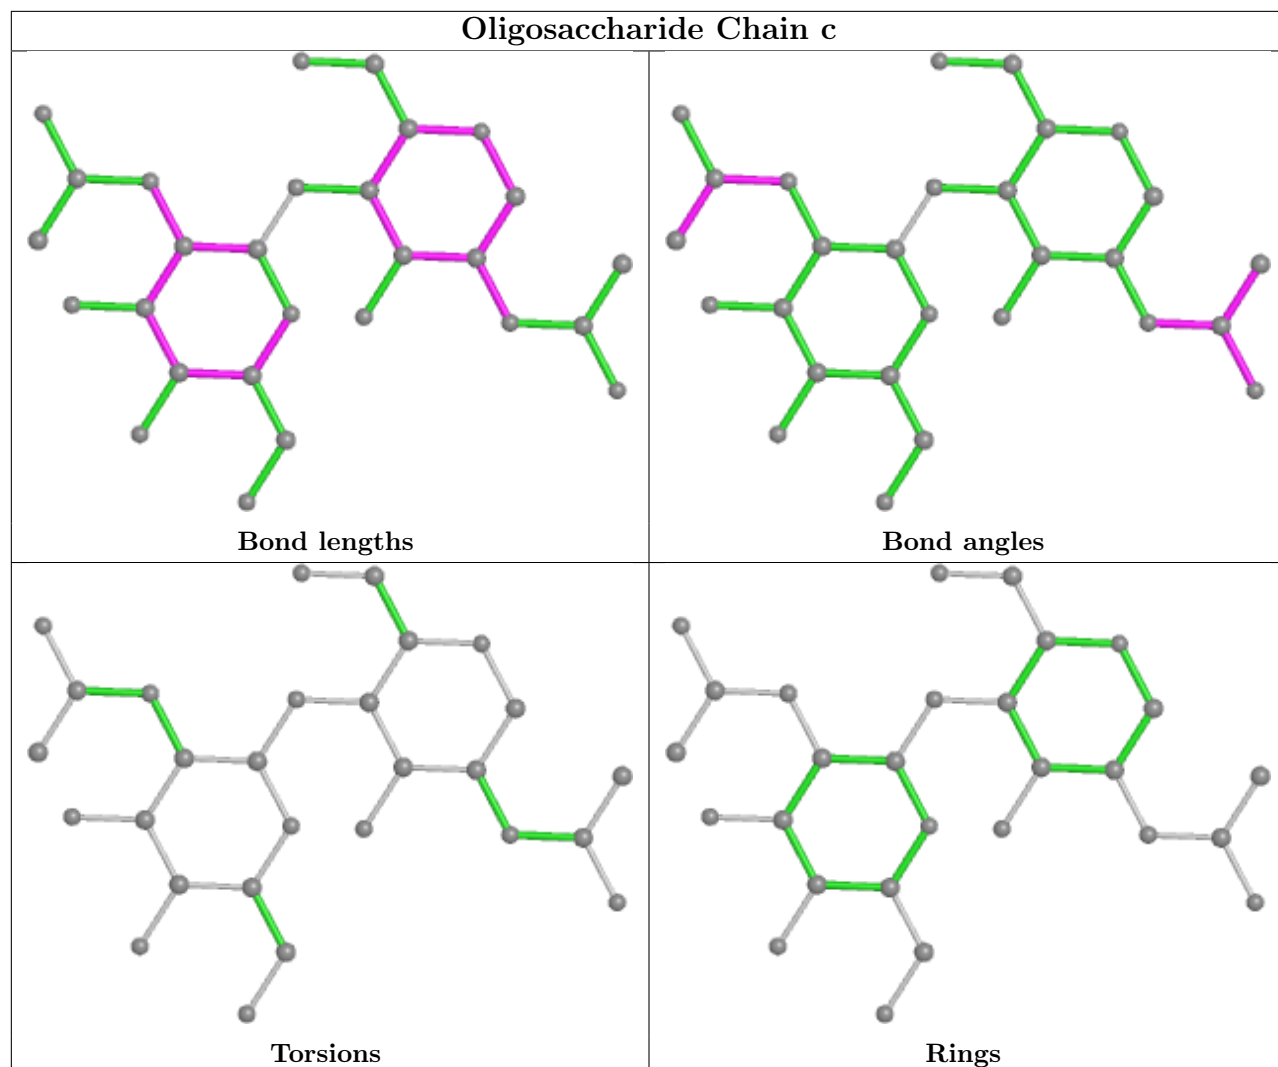 Oligosaccharide Chain c
Bond lengths
Bond angles
Torsions
Rings